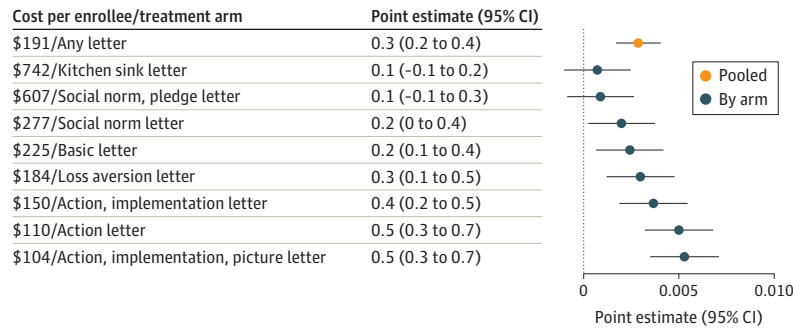 Cost per enrollee/treatment arm Point estimate (95% CI)
$191/Any letter 0.3 (0.2 to 0.4)
$742/Kitchen sink letter 0.1 (-0.1 to 0.2)
$607/Social norm, pledge letter 0.1 (-0.1 to 0.3)
$277/Social norm letter 0.2 (0 to 0.4)
$225/Basic letter 0.2 (0.1 to 0.4)
$184/Loss aversion letter 0.3 (0.1 to 0.5)
$150/Action, implementation letter 0.4 (0.2 to 0.5)
$110/Action letter 0.5 (0.3 to 0.7)
$104/Action, implementation, picture letter 0.5 (0.3 to 0.7)
Pooled
By arm
0 0.005 0.010
Point estimate (95% CI)